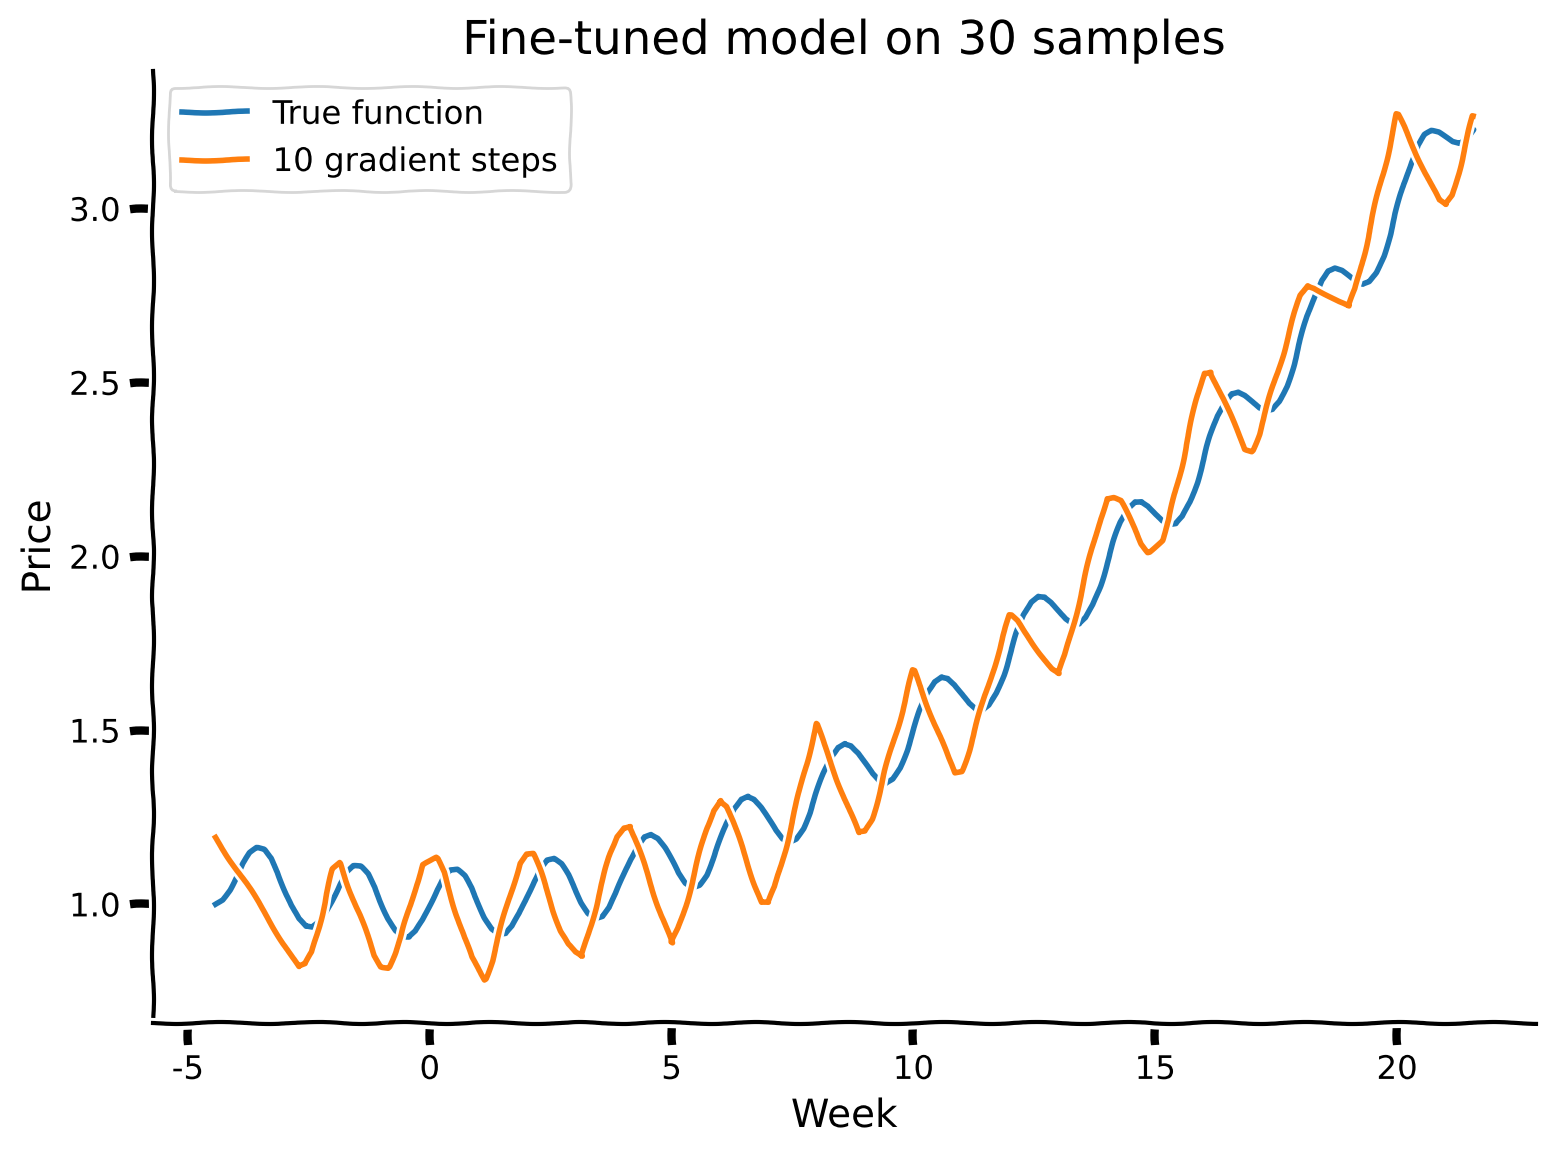 Fine-tuned model on 30 samples
True function
10 gradient steps
3.0
2.5
2.0
1.5
1.0
Price
-5 0 5 10 15 20
Week